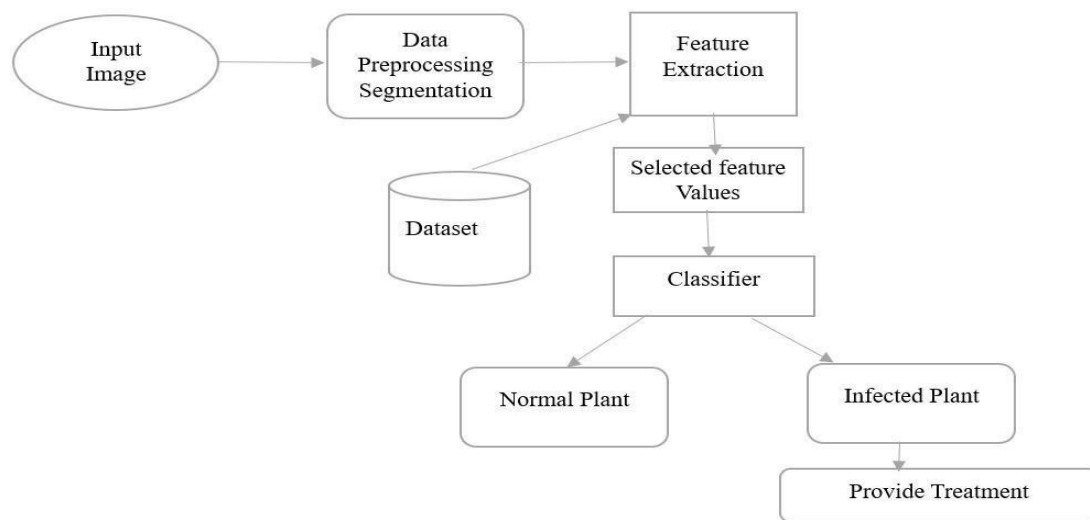 Input
Image
Data
Preprocessing
Segmentation
Feature
Extraction
Dataset
Selected feature
Values
Classifier
Normal Plant
Infected Plant
Provide Treatment